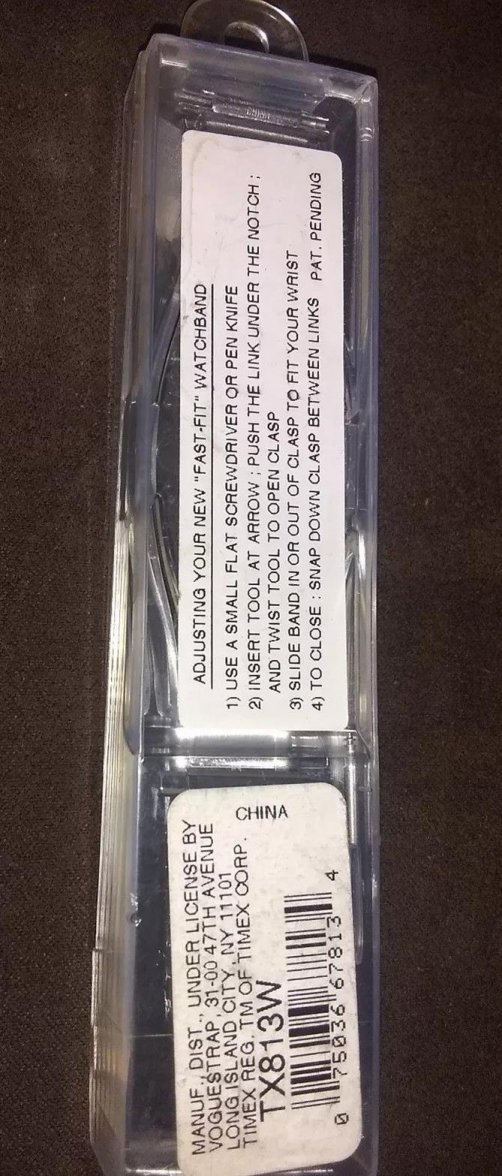 ADJUSTING YOUR NEW "FAST-FIT" WATCHBAND
1) USE A SMALL FLAT SCREWDRIVER OR PEN KNIFE
2) INSERT TOOL AT ARROW ; PUSH THE LINK UNDER THE NOTCH ;
AND TWIST TOOL TO OPEN CLASP
3) SLIDE BAND IN OR OUT OF CLASP TO FIT YOUR WRIST
4) TO CLOSE : SNAP DOWN CLASP BETWEEN LINKS PAT. PENDING
MANUF., DIST., UNDER LICENSE BY
VOGUESTRAP, 31-00 47TH AVENUE
LONG ISLAND CITY, NY 11101
TIMEX REG. TM OF TIMEX CORP.
CHINA
TX813W
0 75036 67813 4